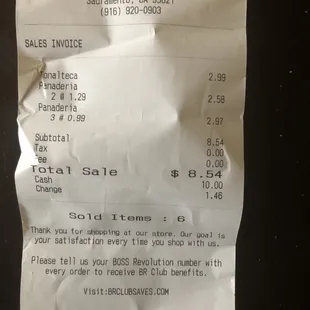 Sacramento, CA 95821
(916) 920-0903
SALES INVOICE
Tonalteca 2.99
Panaderia
2 # 1.29 2.58
Panaderia
3 # 0.99 2.97
Subtotal 8.54
Tax 0.00
Fee 0.00
Total Sale $ 8.54
Cash 10.00
Change 1.46
Sold Items : 6
Thank you for shopping at our store. Our goal is
your satisfaction every time you shop with us.
Please tell us your BOSS Revolution number with
every order to receive BR Club benefits.
Visit:BRCLUBSAVES.COM